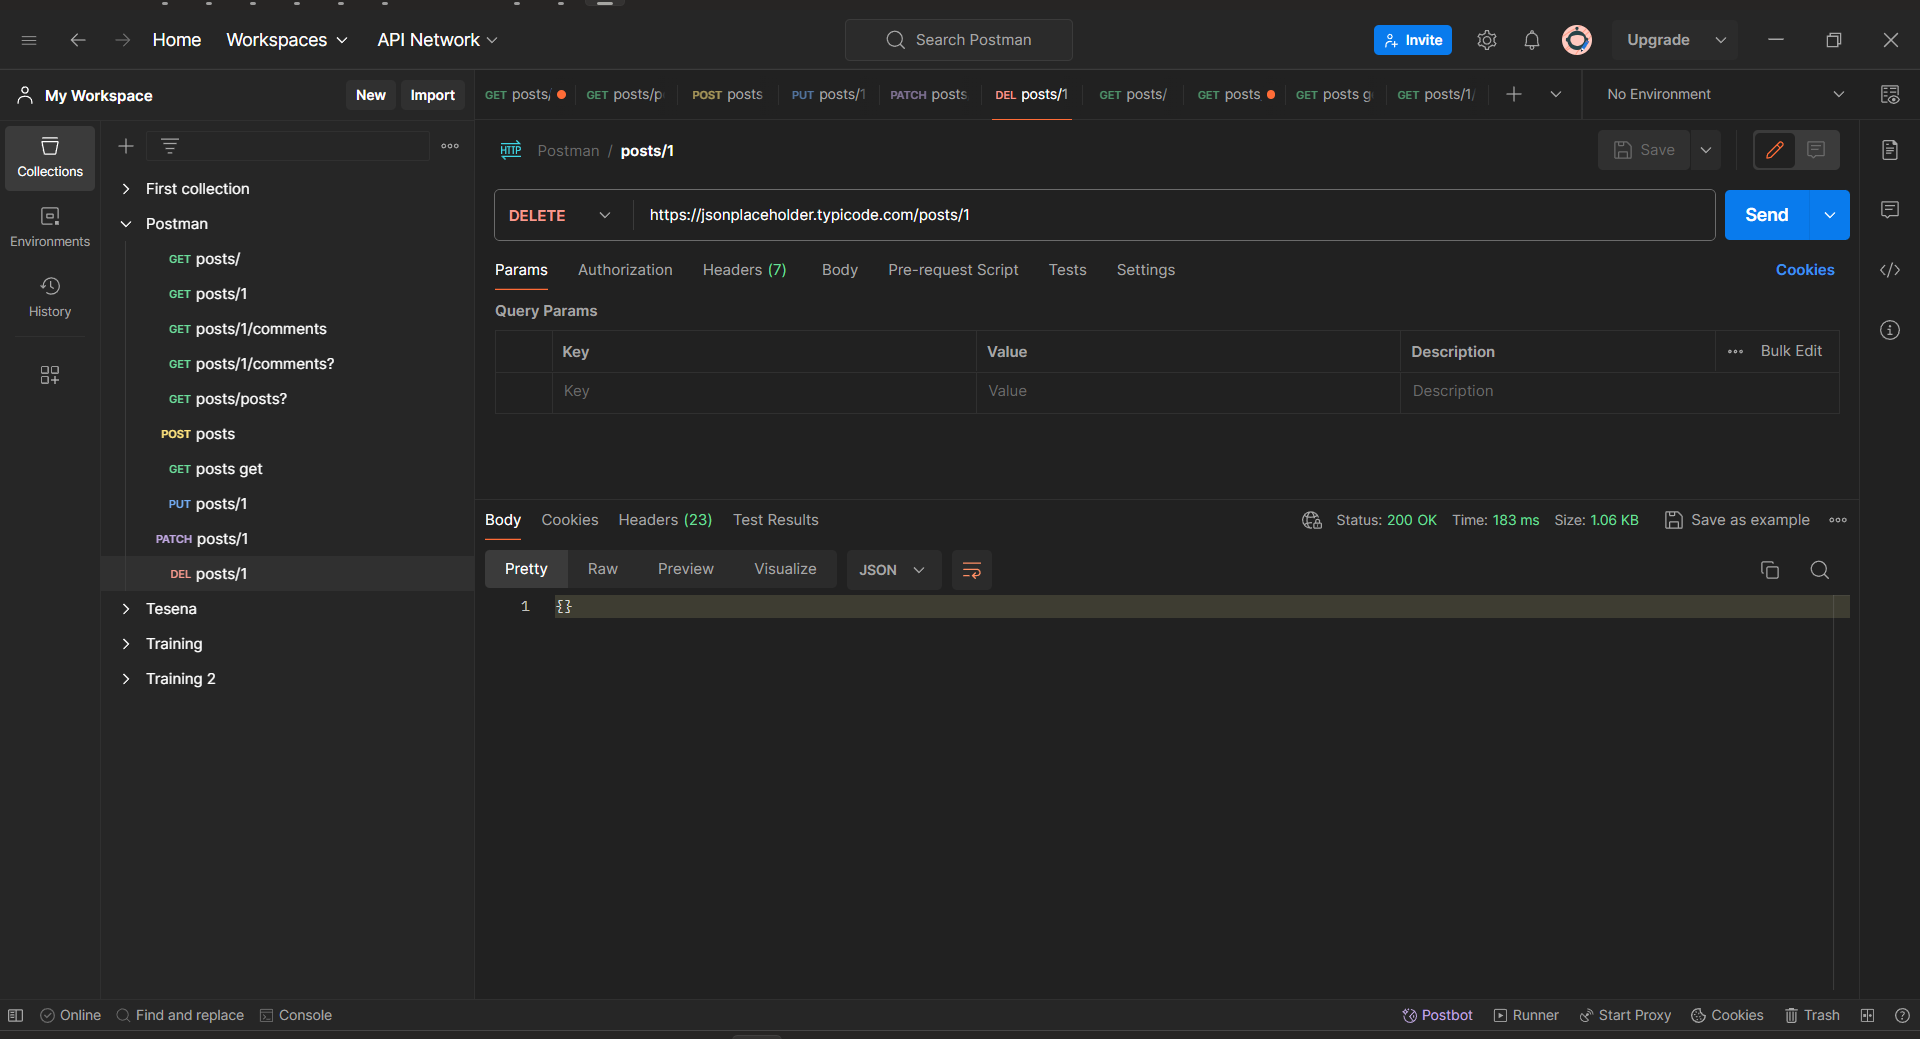 Home Workspaces API Network Search Postman Invite Upgrade
My Workspace New Import GET posts/ GET posts/p POST posts PUT posts/1 PATCH posts DEL posts/1 GET posts/ GET posts GET posts g GET posts/1/ No Environment
Collections
Environments
History
First collection
Postman
GET posts/
GET posts/1
GET posts/1/comments
GET posts/1/comments?
GET posts/posts?
POST posts
GET posts get
PUT posts/1
PATCH posts/1
DEL posts/1
Tesena
Training
Training 2
HTTP Postman / posts/1 Save
DELETE https://jsonplaceholder.typicode.com/posts/1 Send
Params Authorization Headers (7) Body Pre-request Script Tests Settings Cookies
Query Params
Key Value Description Bulk Edit
Key Value Description
Body Cookies Headers (23) Test Results Status: 200 OK Time: 183 ms Size: 1.06 KB Save as example
Pretty Raw Preview Visualize JSON
1 {}
Online Find and replace Console Postbot Runner Start Proxy Cookies Trash